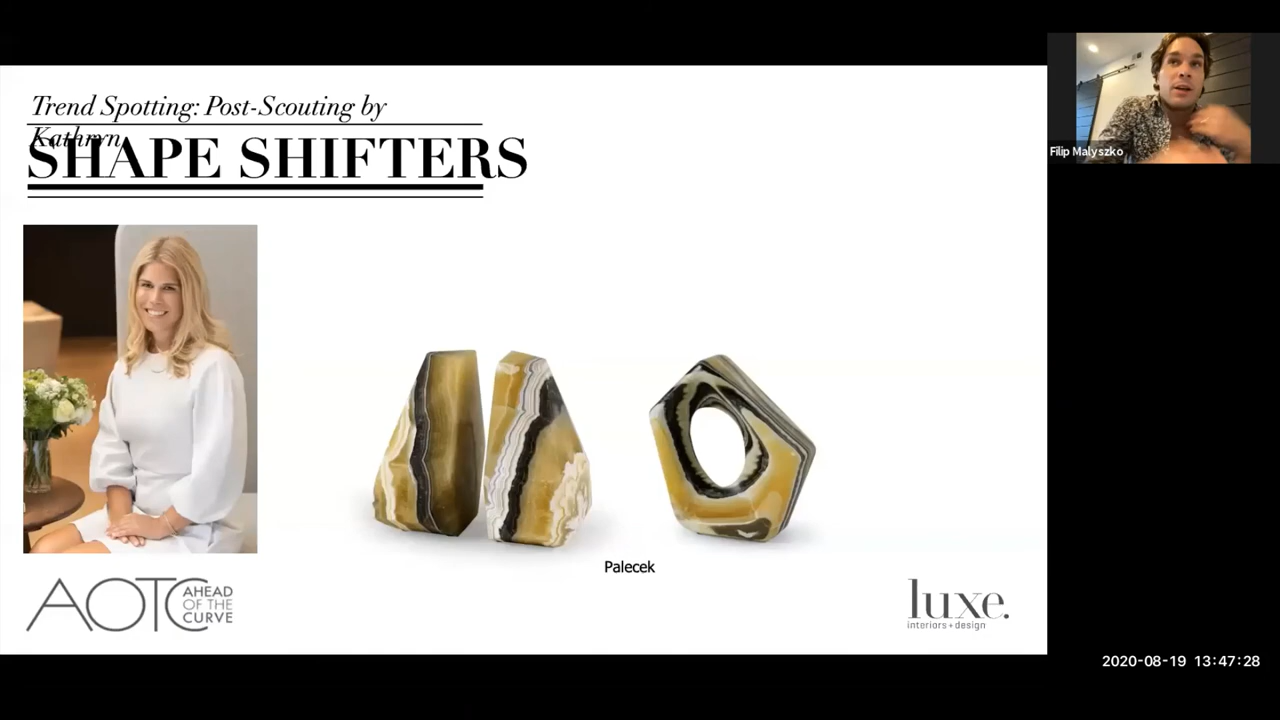 Trend Spotting: Post-Scouting by
Kathryn
SHAPE SHIFTERS
Filip Malyszko
Palecek
AOTC AHEAD
OF THE
CURVE
luxe.
interiors+design
2020-08-19 13:47:28